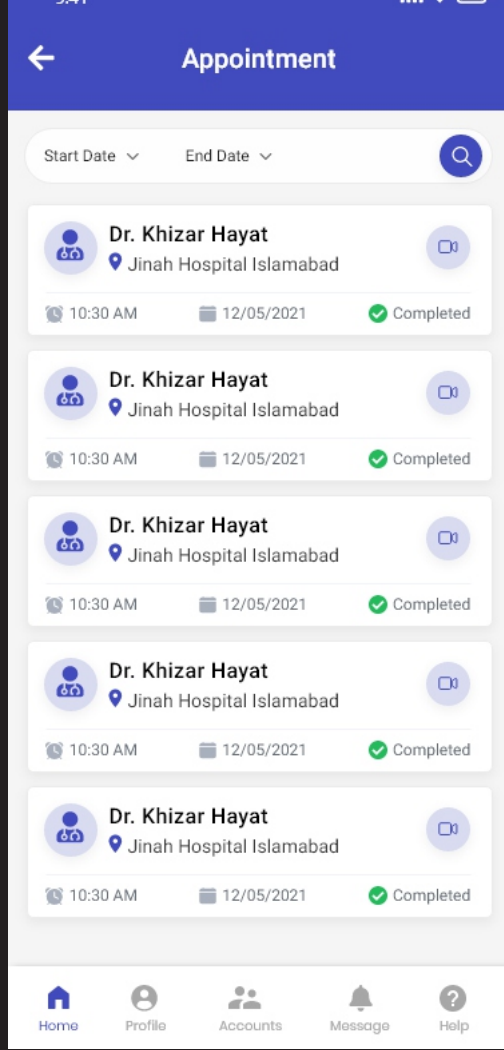 9:41
Appointment
Start Date End Date
Dr. Khizar Hayat
Jinah Hospital Islamabad
10:30 AM 12/05/2021 Completed
Dr. Khizar Hayat
Jinah Hospital Islamabad
10:30 AM 12/05/2021 Completed
Dr. Khizar Hayat
Jinah Hospital Islamabad
10:30 AM 12/05/2021 Completed
Dr. Khizar Hayat
Jinah Hospital Islamabad
10:30 AM 12/05/2021 Completed
Dr. Khizar Hayat
Jinah Hospital Islamabad
10:30 AM 12/05/2021 Completed
Home Profile Accounts Message Help